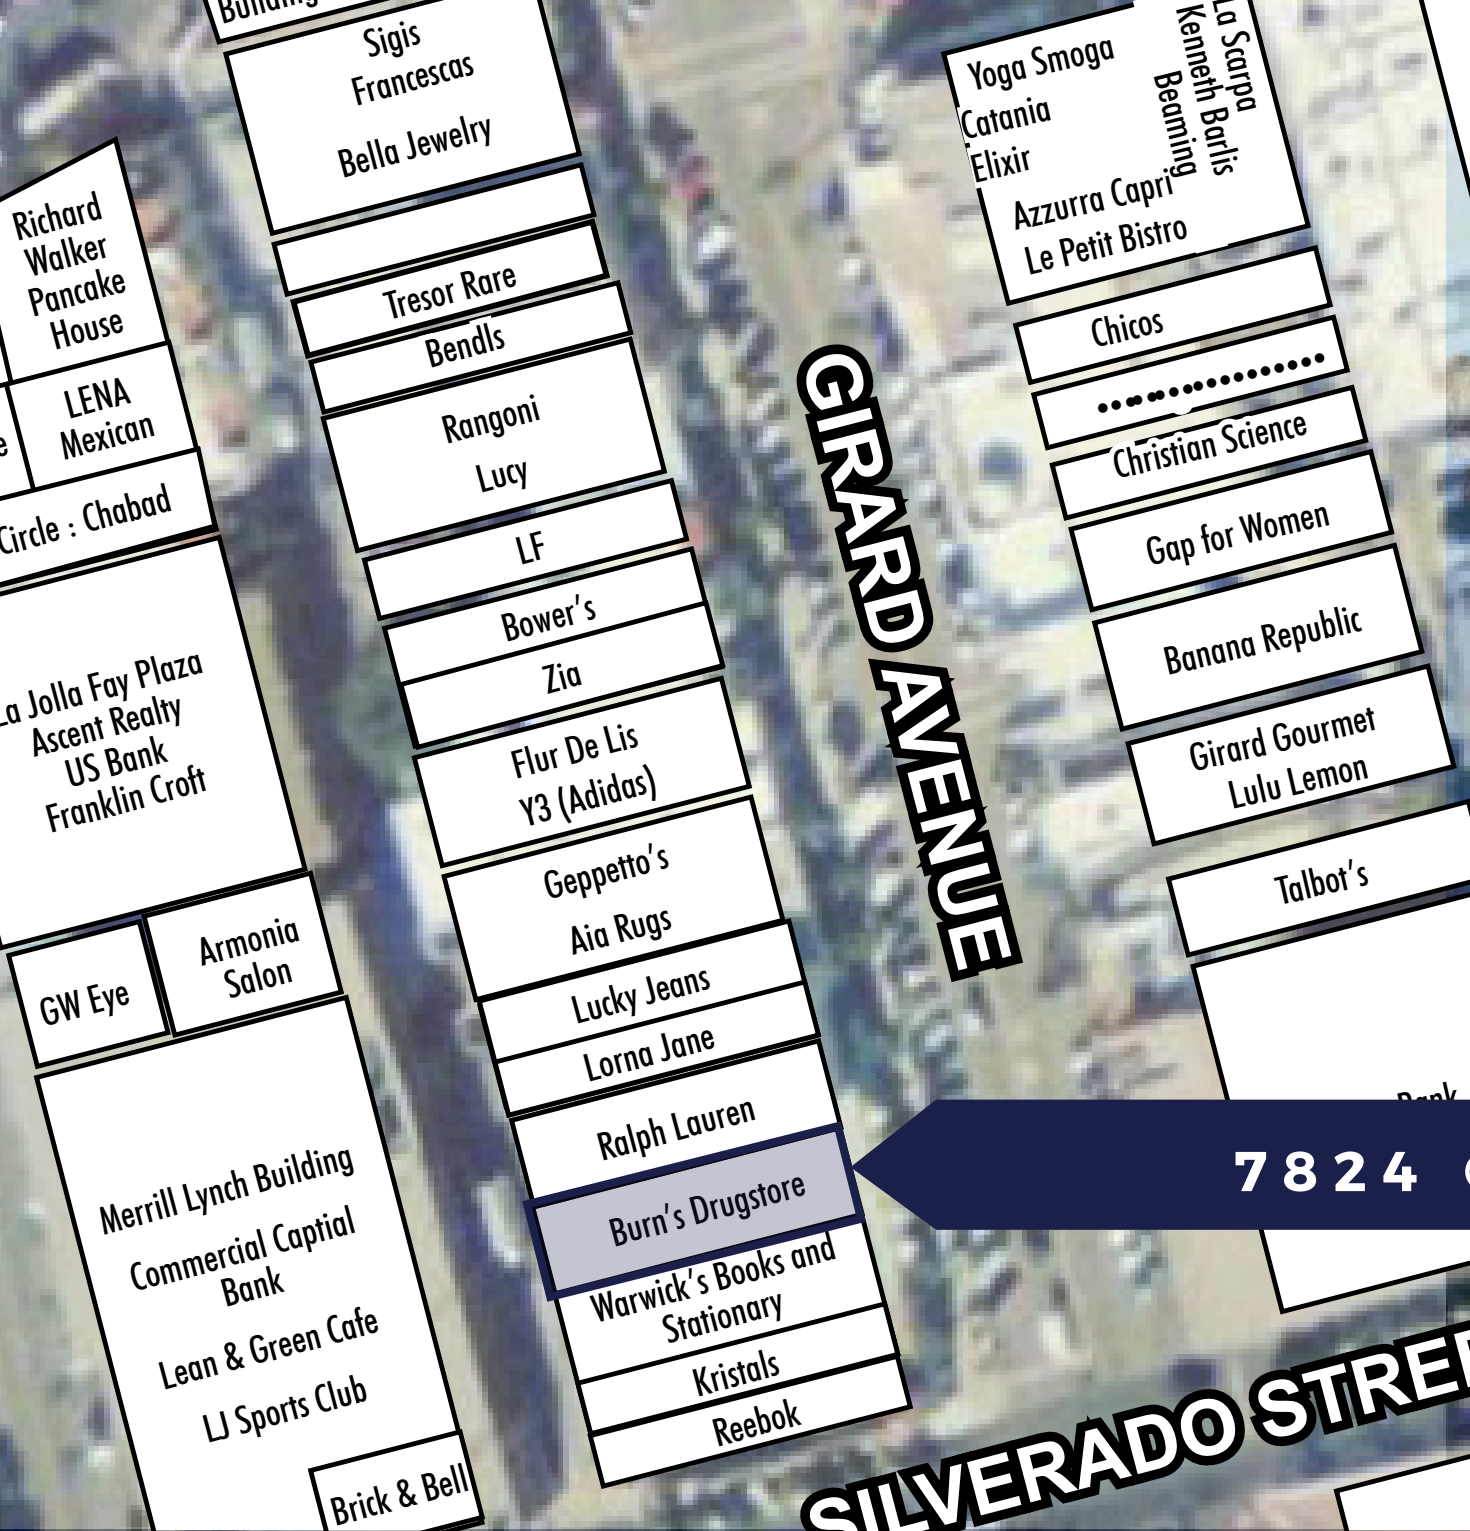 Sigis
Francescas
Bella Jewelry
Tresor Rare
Bendls
Rangoni
Lucy
LF
Bower's
Zia
Flur De Lis
Y3 (Adidas)
Geppetto's
Aia Rugs
Lucky Jeans
Lorna Jane
Ralph Lauren
Burn's Drugstore
Warwick's Books and
Stationary
Kristals
Reebok
Richard
Walker
Pancake
House
LENA
Mexican
Circle : Chabad
La Jolla Fay Plaza
Ascent Realty
US Bank
Franklin Croft
GW Eye
Armonia
Salon
Merrill Lynch Building
Commercial Captial
Bank
Lean & Green Cafe
LJ Sports Club
Brick & Bell
GIRARD AVENUE
Yoga Smoga
Catania
Elixir
Azzurra Capri
Le Petit Bistro
La Scarpa
Kenneth Barlis
Beaming
Chicos
Christian Science
Gap for Women
Banana Republic
Girard Gourmet
Lulu Lemon
Talbot's
7824
SILVERADO